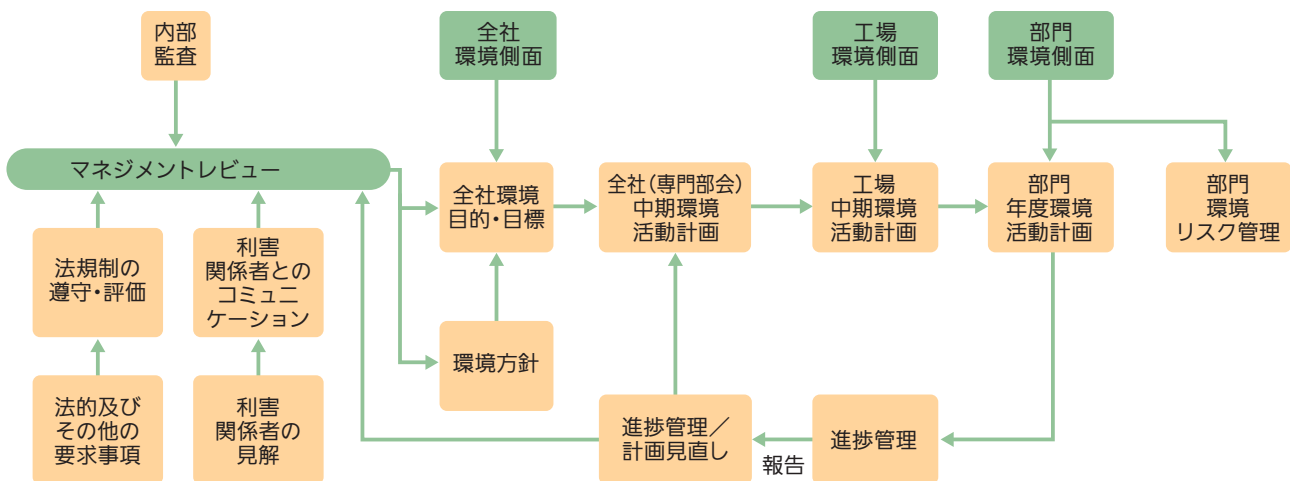 内部
監査
全社
環境側面
工場
環境側面
部門
環境側面
マネジメントレビュー
全社環境
目的・目標
全社（専門部会）
中期環境
活動計画
工場
中期環境
活動計画
部門
年度環境
活動計画
部門
環境
リスク管理
法規制の
遵守・評価
利害
関係者との
コミュニ
ケーション
環境方針
法的及び
その他の
要求事項
利害
関係者の
見解
進捗管理／
計画見直し
報告
進捗管理